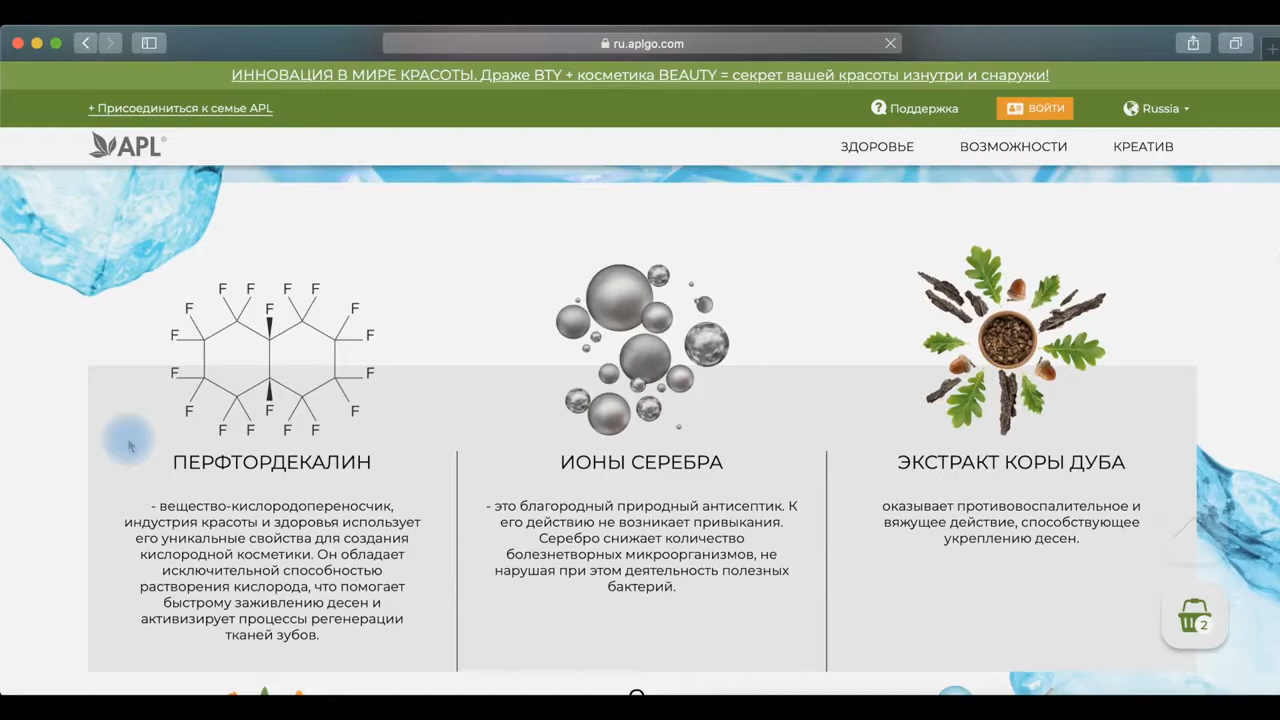 ru.aplgo.com
ИННОВАЦИЯ В МИРЕ КРАСОТЫ. Драже BTY + косметика BEAUTY = секрет вашей красоты изнутри и снаружи!
+ Присоединиться к семье APL
Поддержка
ВОЙТИ
Russia
APL®
ЗДОРОВЬЕ
ВОЗМОЖНОСТИ
КРЕАТИВ
F F F F
F F F
F F
F F
F F F
F F F F
ПЕРФТОРДЕКАЛИН
- вещество-кислородопереносчик,
индустрия красоты и здоровья использует
его уникальные свойства для создания
кислородной косметики. Он обладает
исключительной способностью
растворения кислорода, что помогает
быстрому заживлению десен и
активизирует процессы регенерации
тканей зубов.
ИОНЫ СЕРЕБРА
- это благородный природный антисептик. К
его действию не возникает привыкания.
Серебро снижает количество
болезнетворных микроорганизмов, не
нарушая при этом деятельность полезных
бактерий.
ЭКСТРАКТ КОРЫ ДУБА
оказывает противовоспалительное и
вяжущее действие, способствующее
укреплению десен.
2